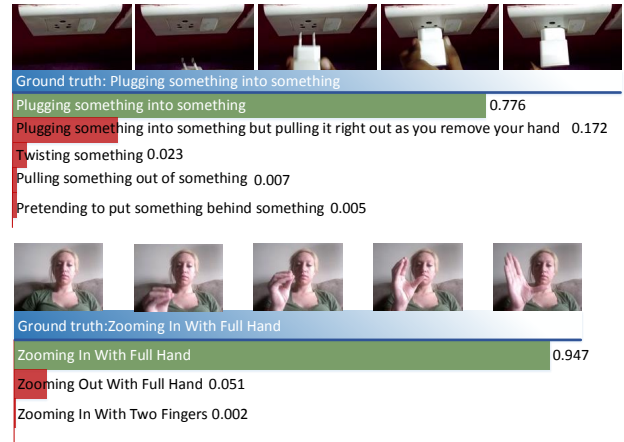 Ground truth: Plugging something into something
Plugging something into something 0.776
Plugging something into something but pulling it right out as you remove your hand 0.172
Twisting something 0.023
Pulling something out of something 0.007
Pretending to put something behind something 0.005
Ground truth:Zooming In With Full Hand
Zooming In With Full Hand 0.947
Zooming Out With Full Hand 0.051
Zooming In With Two Fingers 0.002